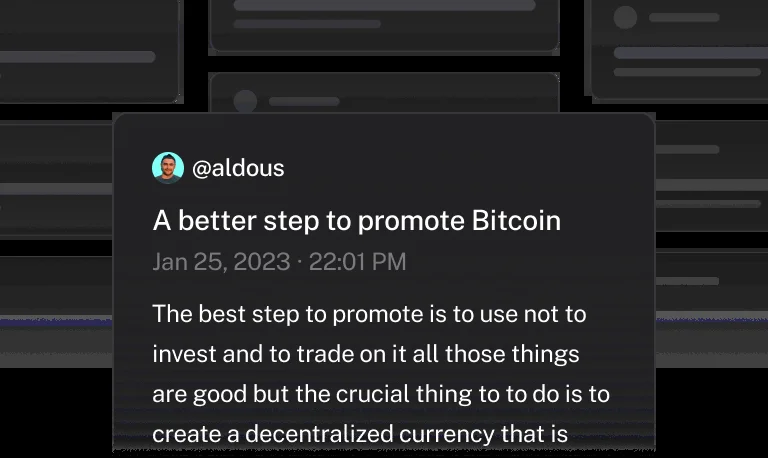 @aldous
A better step to promote Bitcoin
Jan 25, 2023 · 22:01 PM
The best step to promote is to use not to
invest and to trade on it all those things
are good but the crucial thing to to do is to
create a decentralized currency that is